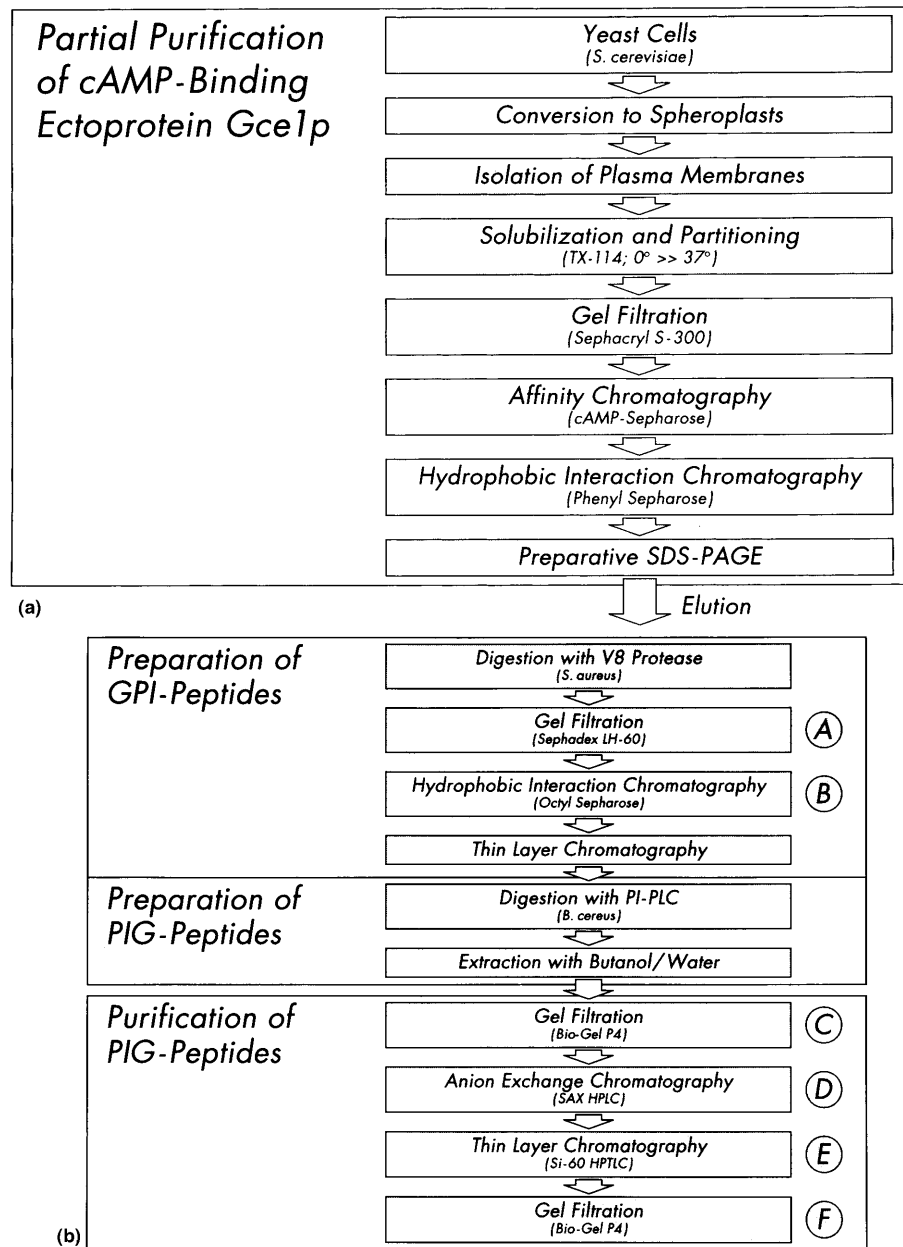 Partial Purification
of cAMP-Binding
Ectoprotein Gce1p
Yeast Cells
(S. cerevisiae)
Conversion to Spheroplasts
Isolation of Plasma Membranes
Solubilization and Partitioning
(TX-114; 0° >> 37°)
Gel Filtration
(Sephacryl S-300)
Affinity Chromatography
(cAMP-Sepharose)
Hydrophobic Interaction Chromatography
(Phenyl Sepharose)
Preparative SDS-PAGE
(a)
Elution
Preparation of
GPI-Peptides
Digestion with V8 Protease
(S. aureus)
Gel Filtration
(Sephadex LH-60)
A
Hydrophobic Interaction Chromatography
(Octyl Sepharose)
B
Thin Layer Chromatography
Preparation of
PIG-Peptides
Digestion with PI-PLC
(B. cereus)
Extraction with Butanol/Water
Purification of
PIG-Peptides
Gel Filtration
(Bio-Gel P4)
C
Anion Exchange Chromatography
(SAX HPLC)
D
Thin Layer Chromatography
(Si-60 HPTLC)
E
Gel Filtration
(Bio-Gel P4)
F
(b)